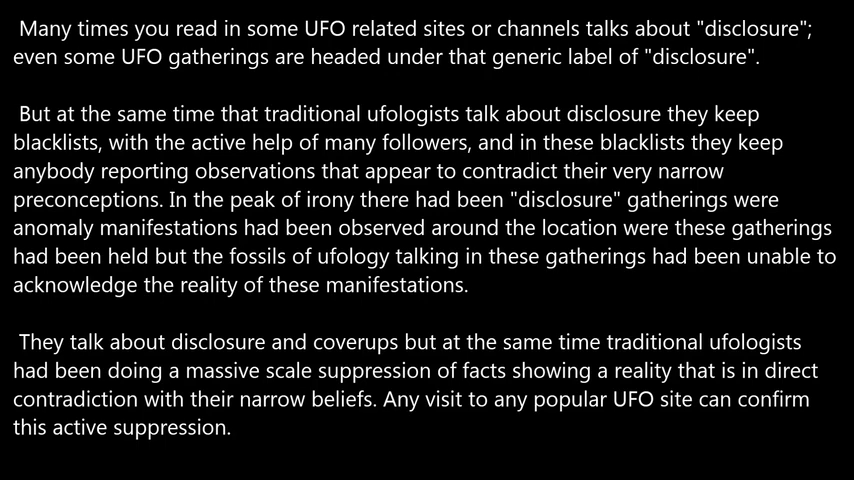 Many times you read in some UFO related sites or channels talks about "disclosure";
even some UFO gatherings are headed under that generic label of "disclosure".
But at the same time that traditional ufologists talk about disclosure they keep
blacklists, with the active help of many followers, and in these blacklists they keep
anybody reporting observations that appear to contradict their very narrow
preconceptions. In the peak of irony there had been "disclosure" gatherings were
anomaly manifestations had been observed around the location were these gatherings
had been held but the fossils of ufology talking in these gatherings had been unable to
acknowledge the reality of these manifestations.
They talk about disclosure and coverups but at the same time traditional ufologists
had been doing a massive scale suppression of facts showing a reality that is in direct
contradiction with their narrow beliefs. Any visit to any popular UFO site can confirm
this active suppression.